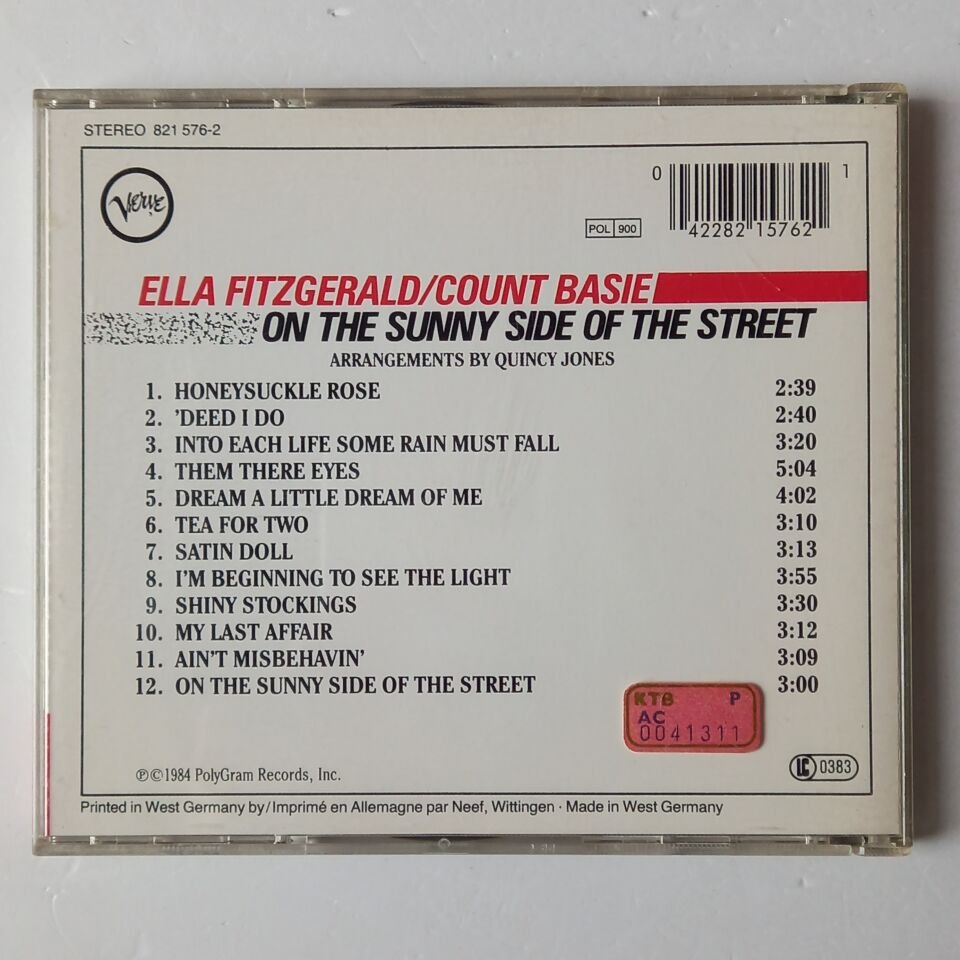 STEREO 821 576-2
Verve
POL 900
0 42282 15762 1
ELLA FITZGERALD/COUNT BASIE
ON THE SUNNY SIDE OF THE STREET
ARRANGEMENTS BY QUINCY JONES
1. HONEYSUCKLE ROSE 2:39
2. 'DEED I DO 2:40
3. INTO EACH LIFE SOME RAIN MUST FALL 3:20
4. THEM THERE EYES 5:04
5. DREAM A LITTLE DREAM OF ME 4:02
6. TEA FOR TWO 3:10
7. SATIN DOLL 3:13
8. I'M BEGINNING TO SEE THE LIGHT 3:55
9. SHINY STOCKINGS 3:30
10. MY LAST AFFAIR 3:12
11. AIN'T MISBEHAVIN' 3:09
12. ON THE SUNNY SIDE OF THE STREET 3:00
KTB P
AC
0041311
℗©1984 PolyGram Records, Inc.
LC 0383
Printed in West Germany by/Imprimé en Allemagne par Neef, Wittingen · Made in West Germany